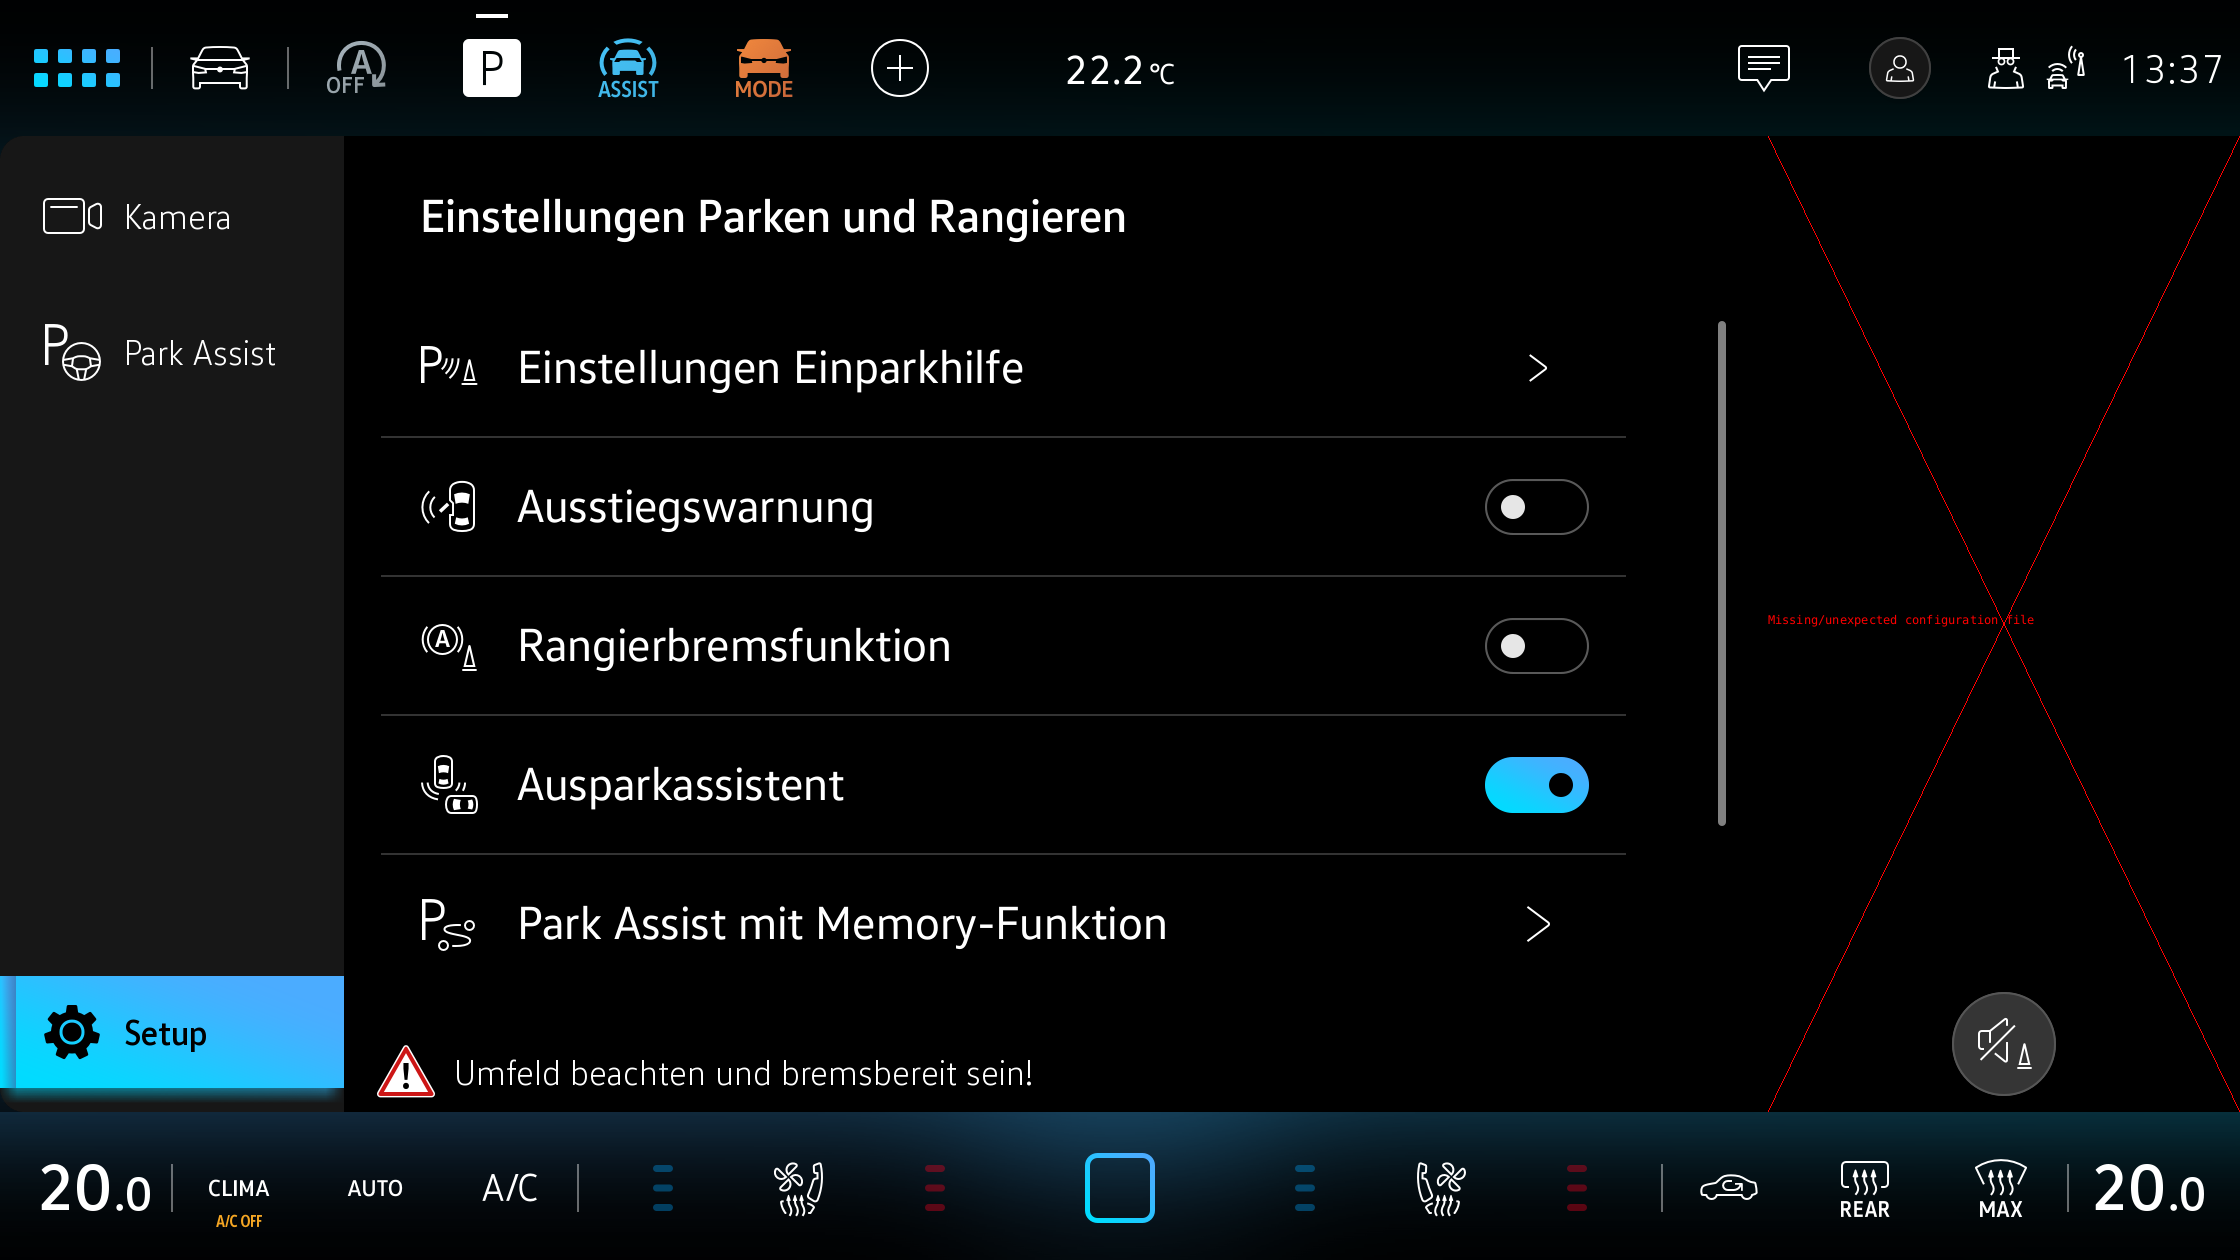 A OFF
P
ASSIST
MODE
22.2 °C
13:37
Kamera
Park Assist
Setup
Einstellungen Parken und Rangieren
Einstellungen Einparkhilfe
Ausstiegswarnung
Rangierbremsfunktion
Ausparkassistent
Park Assist mit Memory-Funktion
Missing/unexpected configuration file
Umfeld beachten und bremsbereit sein!
20.0
CLIMA
A/C OFF
AUTO
A/C
REAR
MAX
20.0